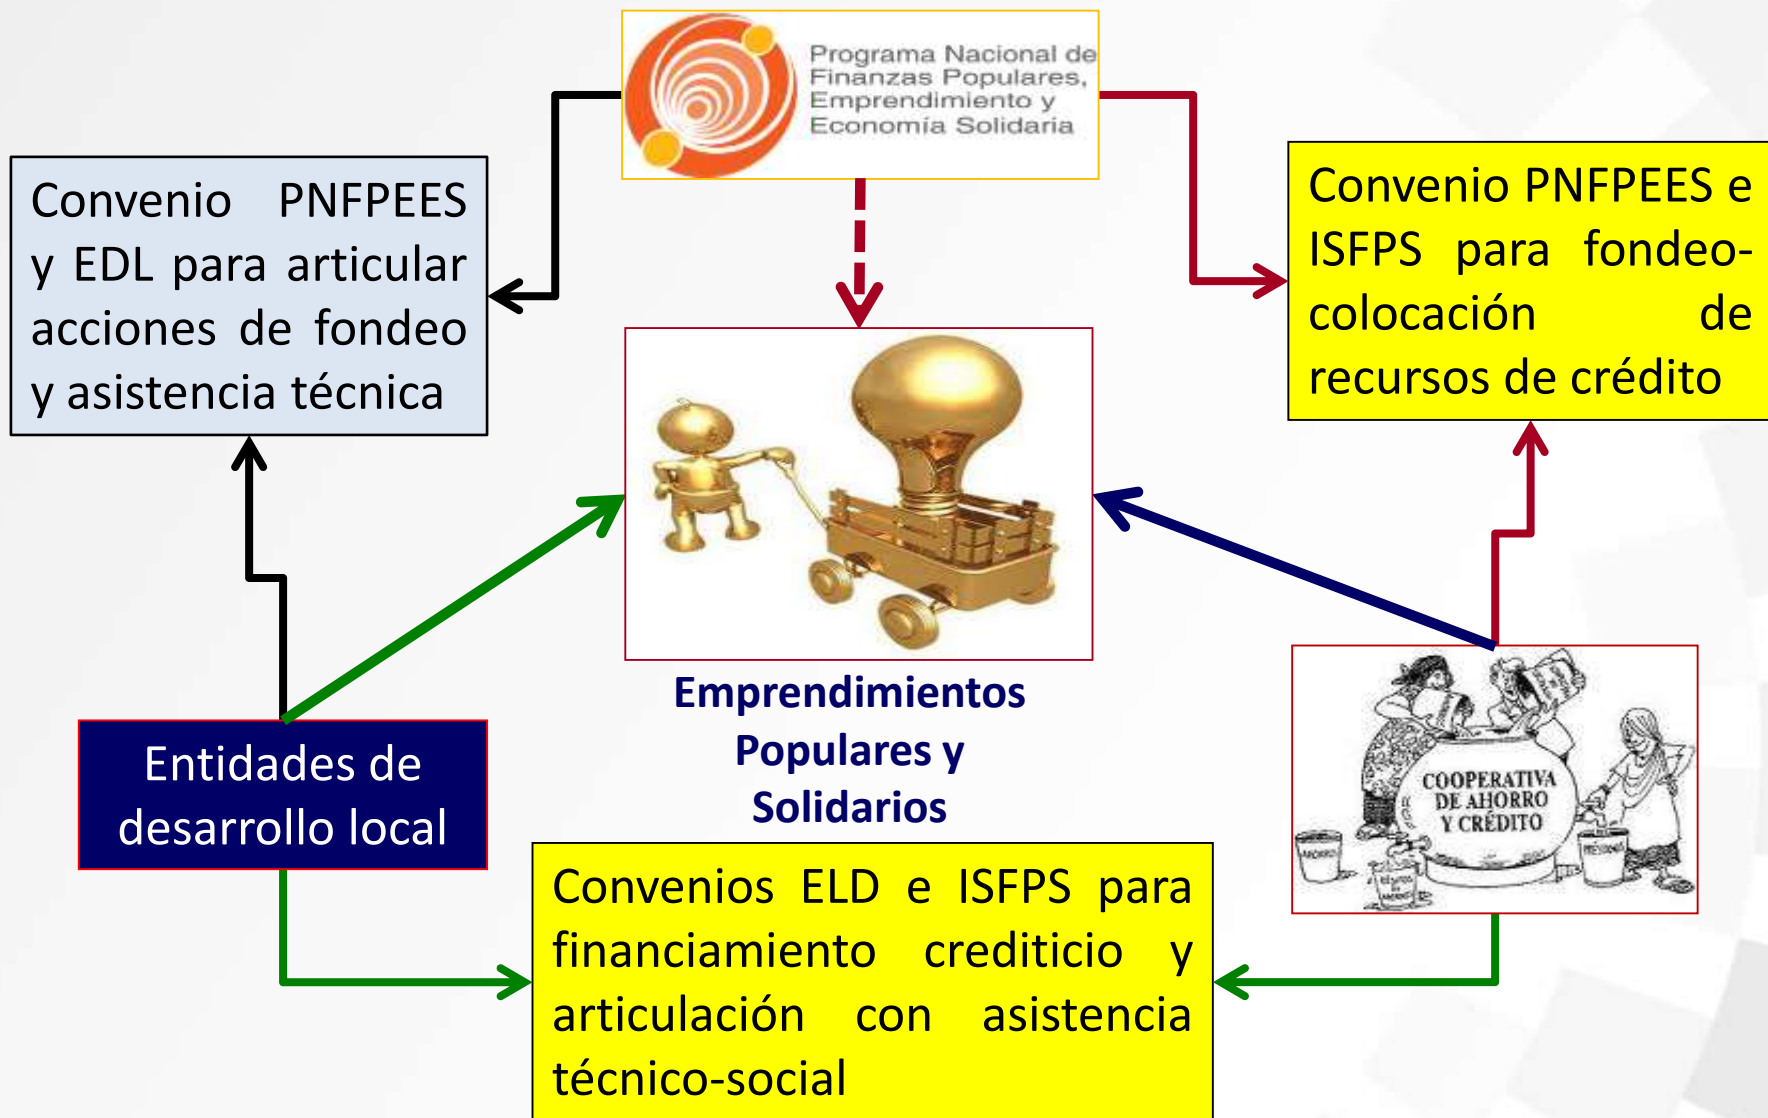 Programa Nacional de
Finanzas Populares,
Emprendimiento y
Economía Solidaria
Convenio PNFPEES
y EDL para articular
acciones de fondeo
y asistencia técnica
Convenio PNFPEES e
ISFPS para fondeo-
colocación de
recursos de crédito
Emprendimientos
Populares y
Solidarios
Entidades de
desarrollo local
COOPERATIVA
DE AHORRO
Y CRÉDITO
AHORROS
PRÉSTAMOS
Convenios ELD e ISFPS para
financiamiento crediticio y
articulación con asistencia
técnico-social